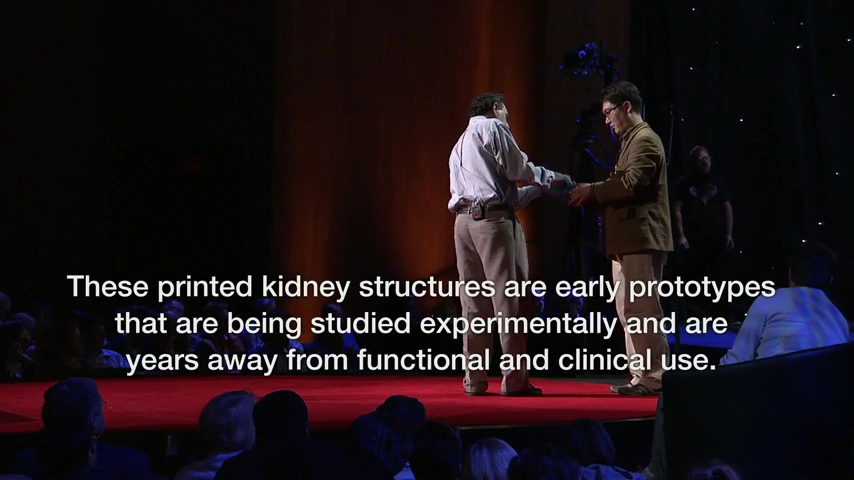 These printed kidney structures are early prototypes
that are being studied experimentally and are
years away from functional and clinical use.